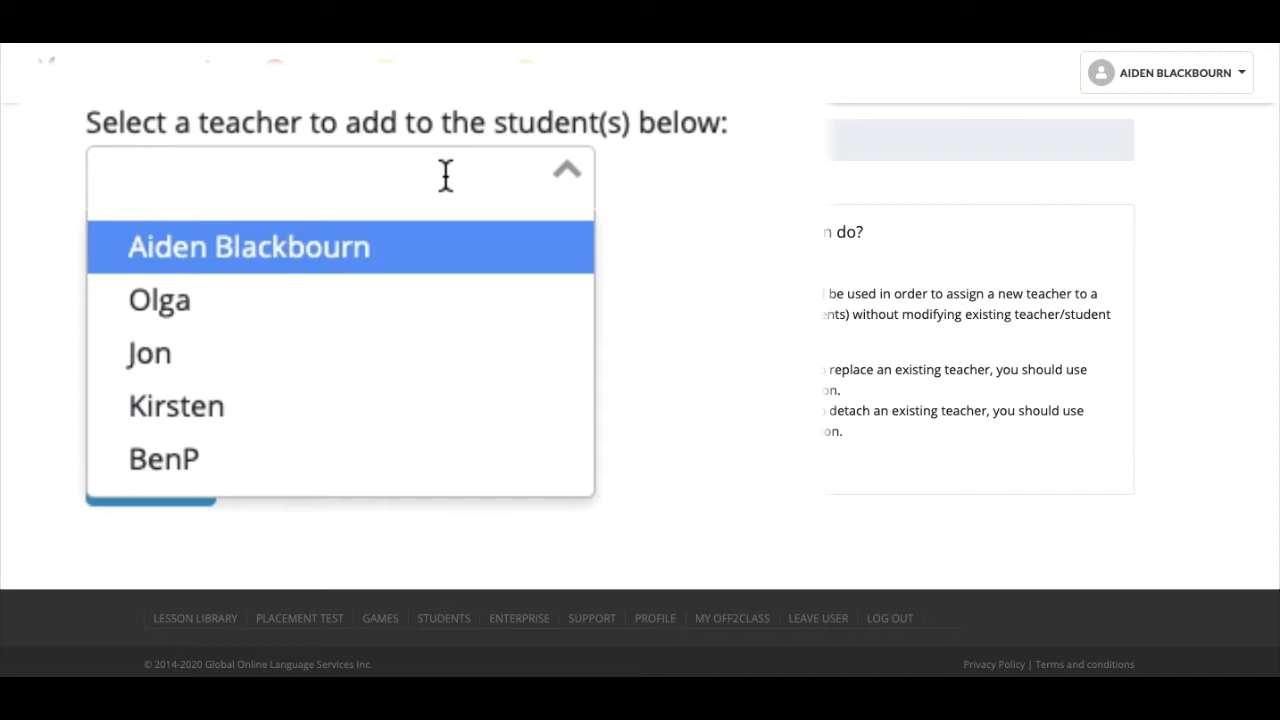 AIDEN BLACKBOURN
Select a teacher to add to the student(s) below:
Aiden Blackbourn
Olga
Jon
Kirsten
BenP
do?
be used in order to assign a new teacher to a
without modifying existing teacher/student
replace an existing teacher, you should use
detach an existing teacher, you should use
LESSON LIBRARY PLACEMENT TEST GAMES STUDENTS ENTERPRISE SUPPORT PROFILE MY OFF2CLASS LEAVE USER LOG OUT
© 2014-2020 Global Online Language Services Inc. Privacy Policy | Terms and conditions